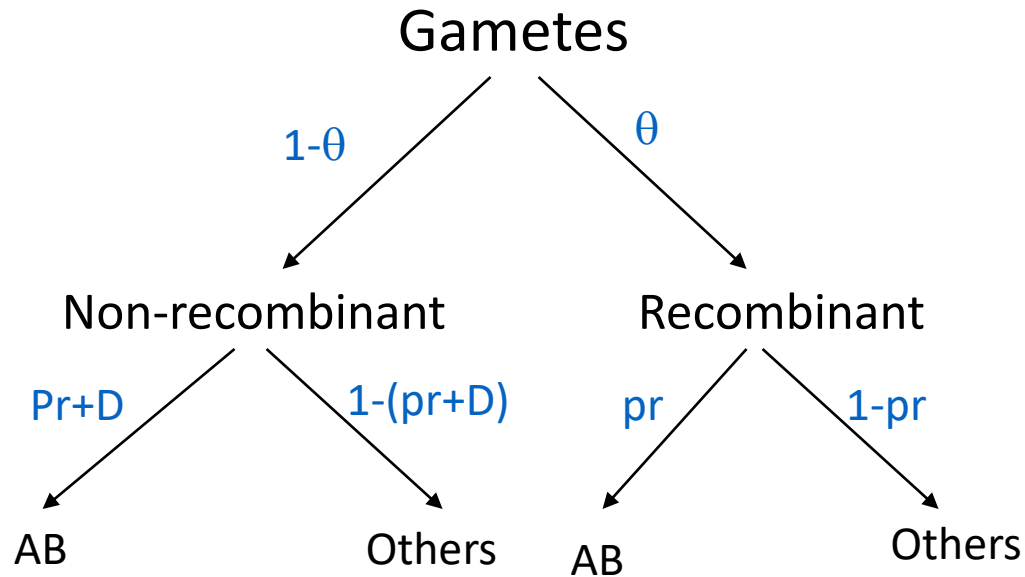 Gametes
1-θ
θ
Non-recombinant
Recombinant
Pr+D
1-(pr+D)
pr
1-pr
AB
Others
AB
Others